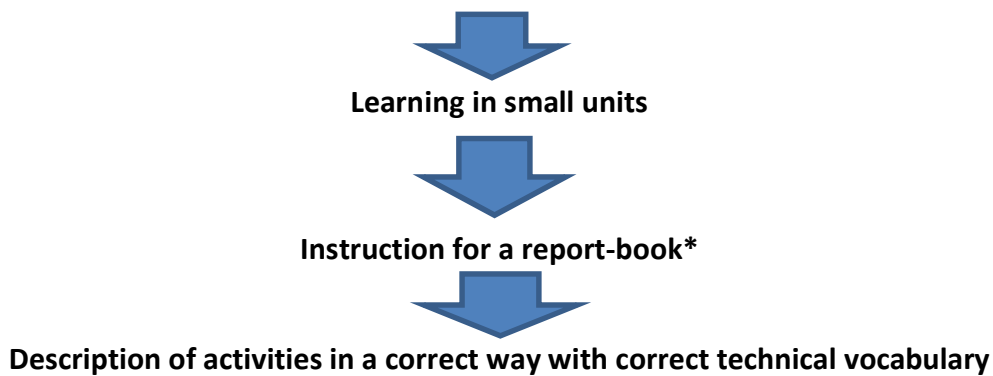 Learning in small units
Instruction for a report-book*
Description of activities in a correct way with correct technical vocabulary